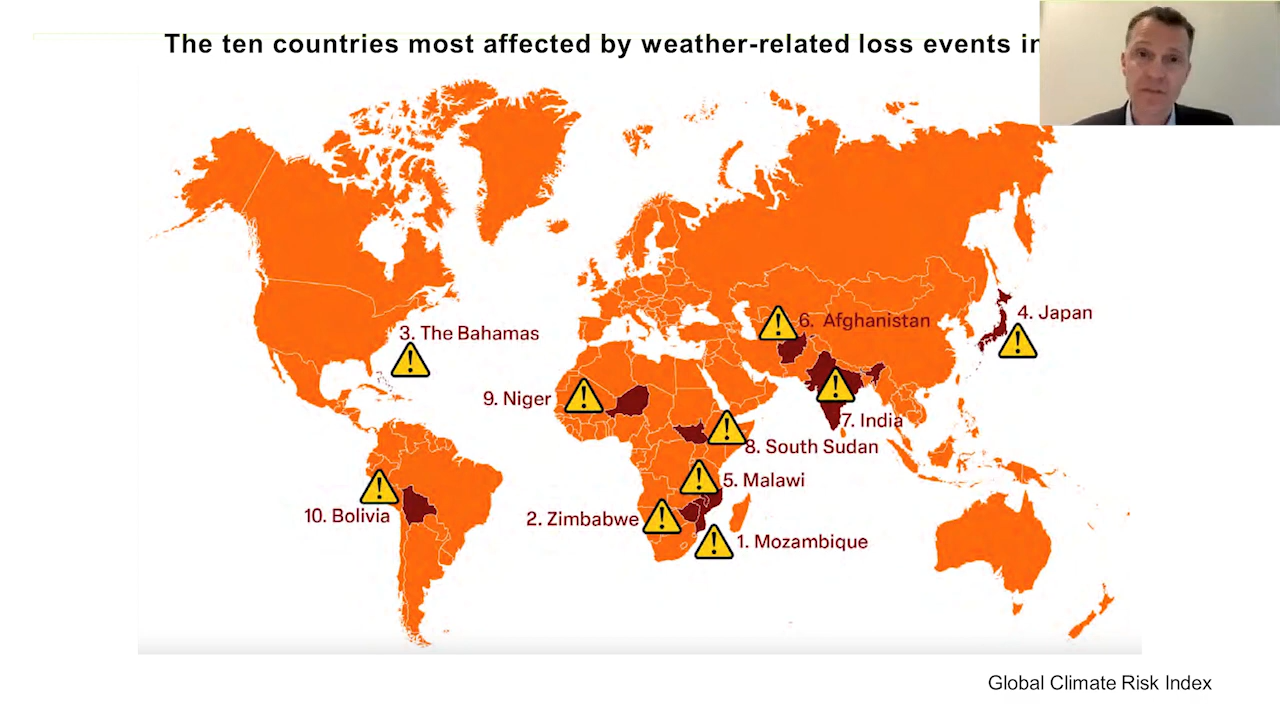 The ten countries most affected by weather-related loss events in
4. Japan
6. Afghanistan
3. The Bahamas
9. Niger
7. India
8. South Sudan
5. Malawi
10. Bolivia
2. Zimbabwe
1. Mozambique
Global Climate Risk Index